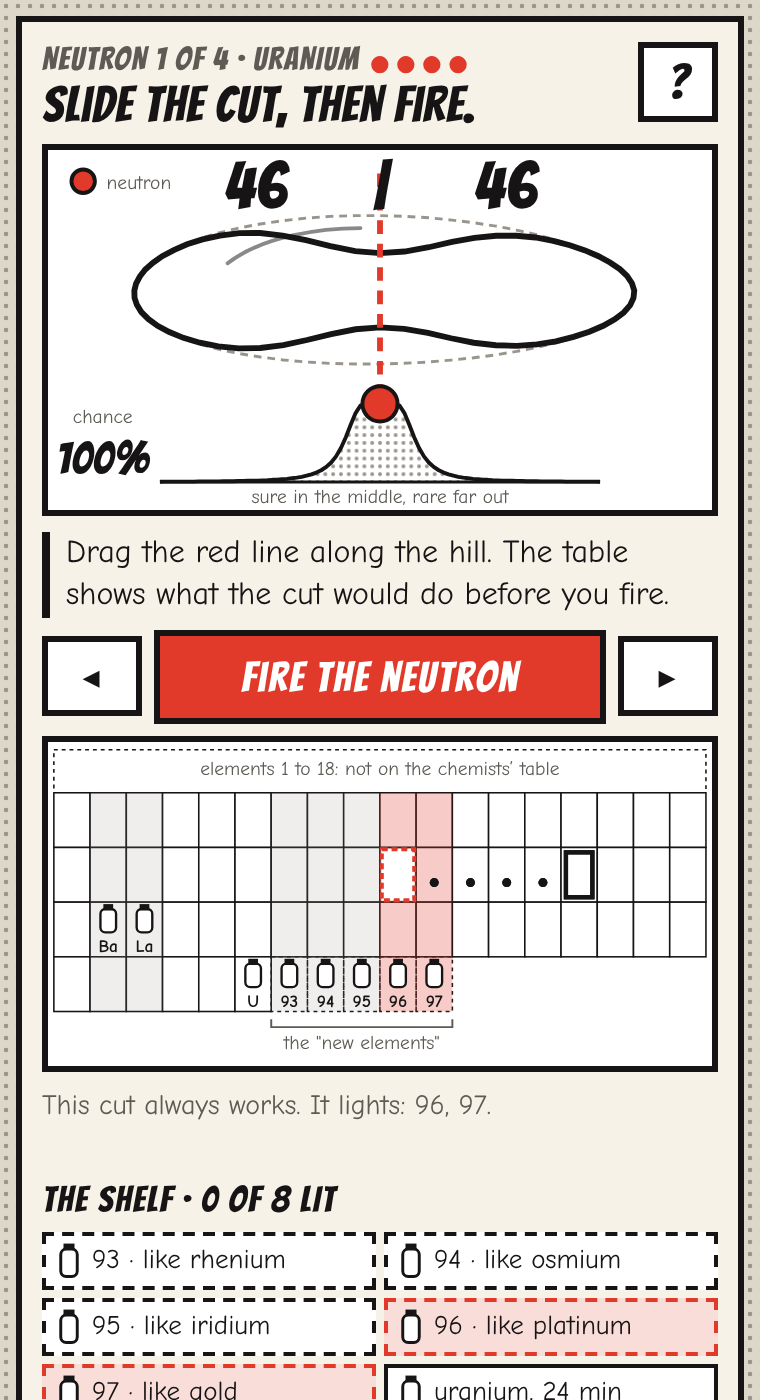 NEUTRON 1 OF 4 · URANIUM
SLIDE THE CUT, THEN FIRE.
?
neutron
46 / 46
chance
100%
sure in the middle, rare far out
Drag the red line along the hill. The table
shows what the cut would do before you fire.
◄
FIRE THE NEUTRON
►
elements 1 to 18: not on the chemists' table
Ba La
U 93 94 95 96 97
the "new elements"
This cut always works. It lights: 96, 97.
THE SHELF · 0 OF 8 LIT
93 · like rhenium
94 · like osmium
95 · like iridium
96 · like platinum
97 · like gold
uranium, 24 min